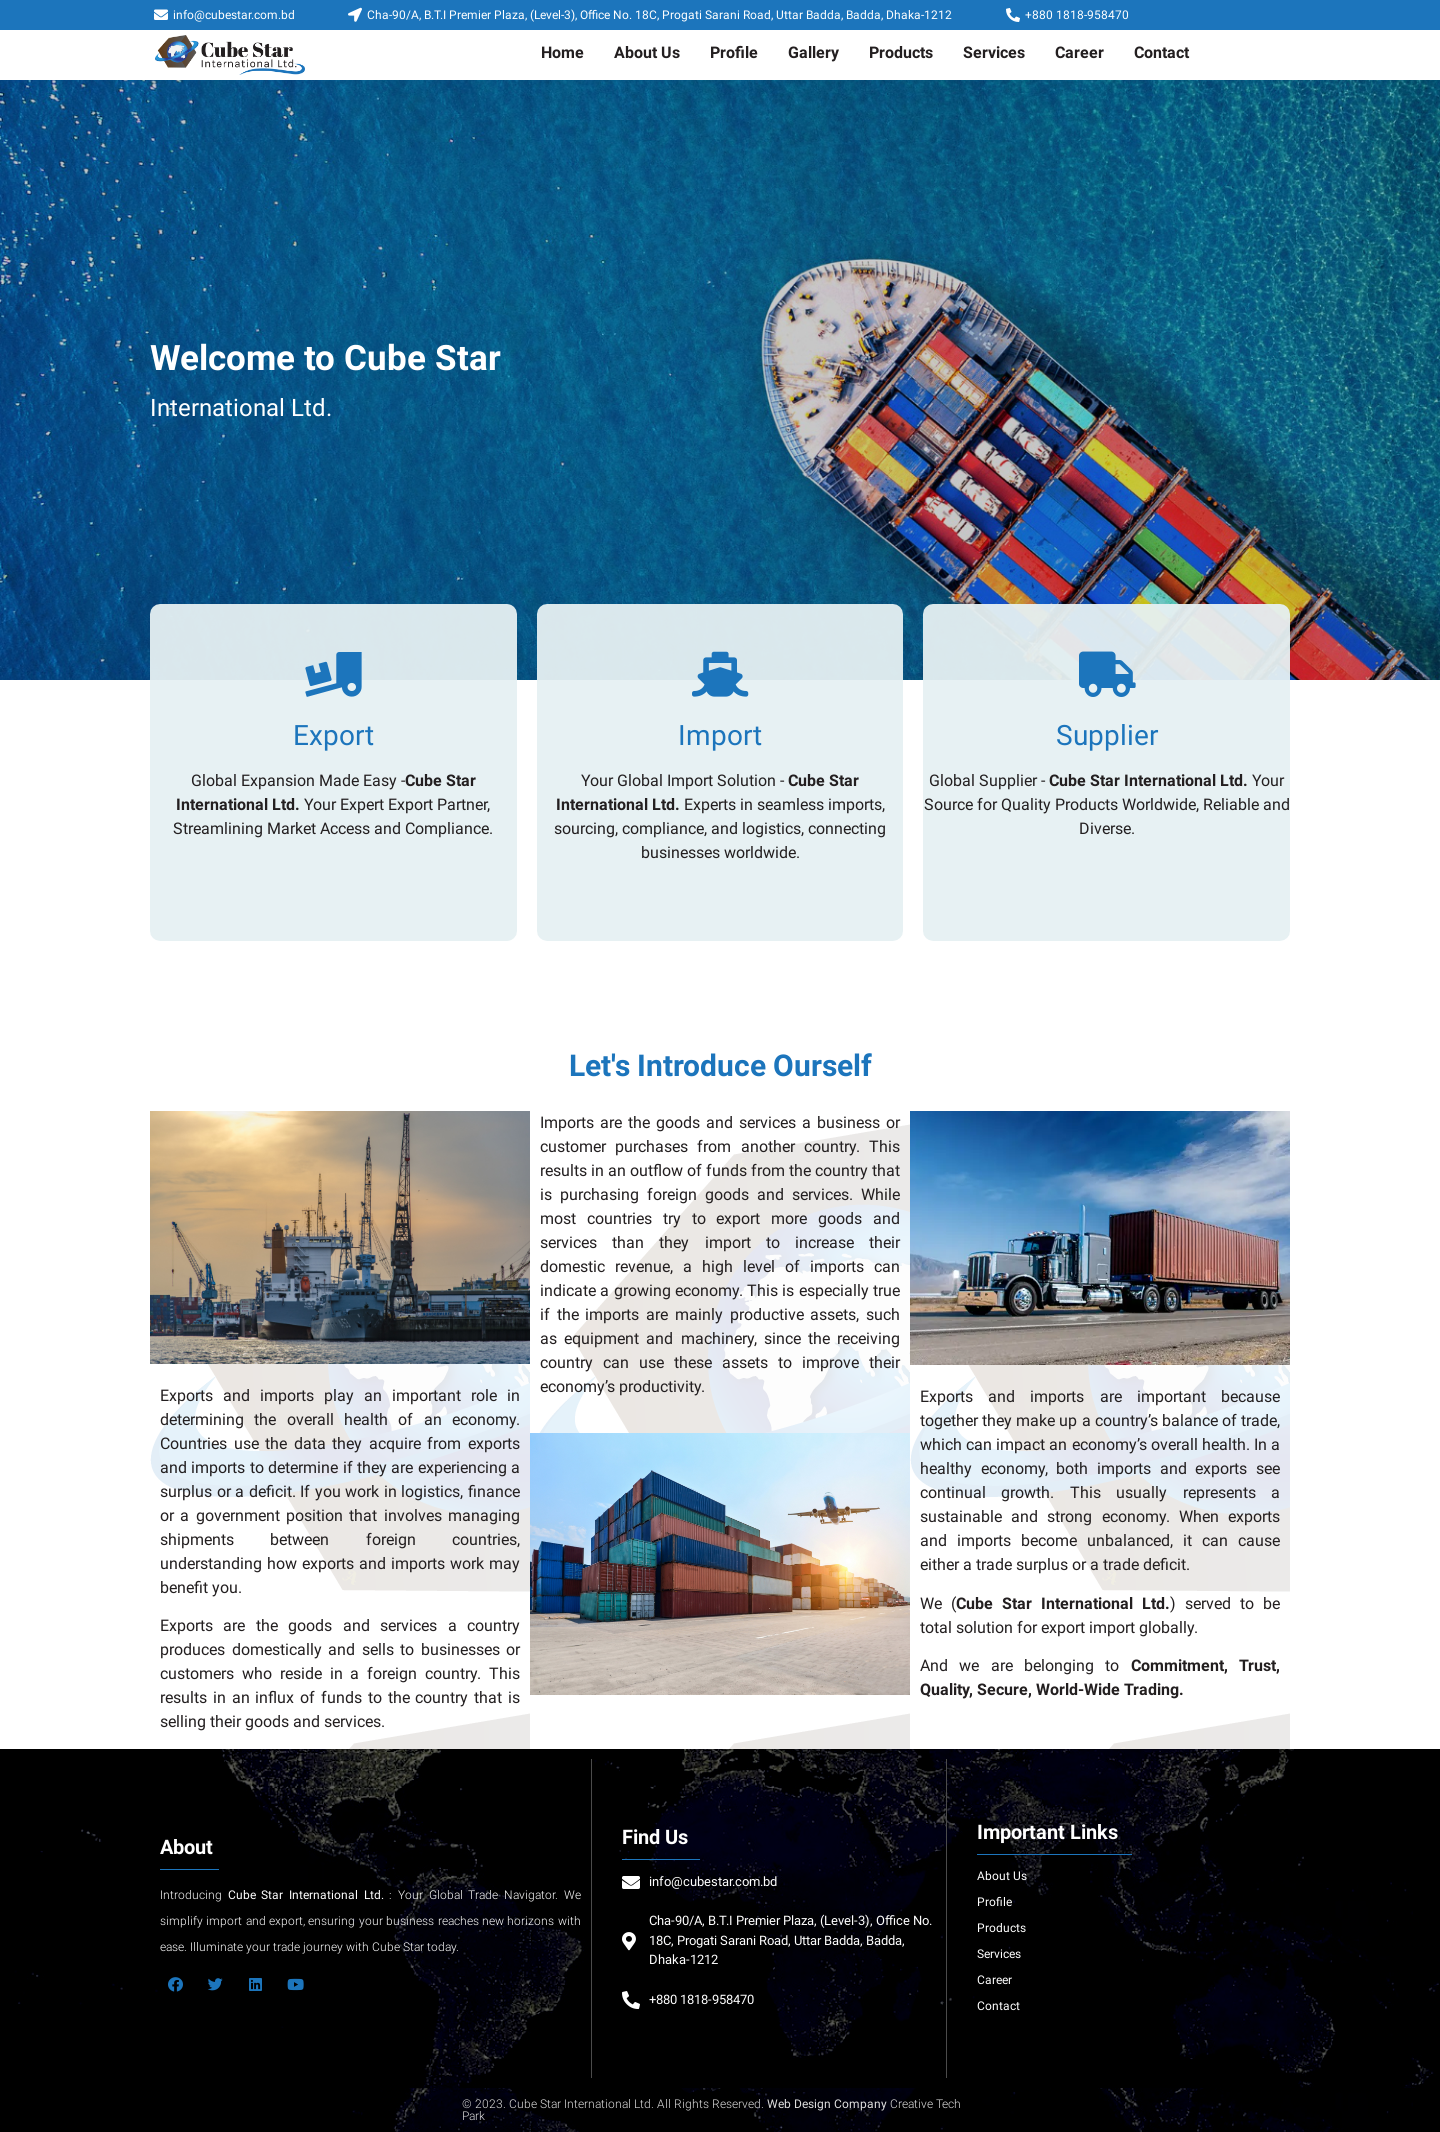 info@cubestar.com.bd
Cha-90/A, B.T.I Premier Plaza, (Level-3), Office No. 18C, Progati Sarani Road, Uttar Badda, Badda, Dhaka-1212
+880 1818-958470
Cube Star
International Ltd.
Home About Us Profile Gallery Products Services Career Contact
Welcome to Cube Star
International Ltd.
Export
Global Expansion Made Easy -Cube Star
International Ltd. Your Expert Export Partner,
Streamlining Market Access and Compliance.
Import
Your Global Import Solution - Cube Star
International Ltd. Experts in seamless imports,
sourcing, compliance, and logistics, connecting
businesses worldwide.
Supplier
Global Supplier - Cube Star International Ltd. Your
Source for Quality Products Worldwide, Reliable and
Diverse.
Let's Introduce Ourself
Exports and imports play an important role in
determining the overall health of an economy.
Countries use the data they acquire from exports
and imports to determine if they are experiencing a
surplus or a deficit. If you work in logistics, finance
or a government position that involves managing
shipments between foreign countries,
understanding how exports and imports work may
benefit you.
Exports are the goods and services a country
produces domestically and sells to businesses or
customers who reside in a foreign country. This
results in an influx of funds to the country that is
selling their goods and services.
Imports are the goods and services a business or
customer purchases from another country. This
results in an outflow of funds from the country that
is purchasing foreign goods and services. While
most countries try to export more goods and
services than they import to increase their
domestic revenue, a high level of imports can
indicate a growing economy. This is especially true
if the imports are mainly productive assets, such
as equipment and machinery, since the receiving
country can use these assets to improve their
economy’s productivity.
Exports and imports are important because
together they make up a country’s balance of trade,
which can impact an economy’s overall health. In a
healthy economy, both imports and exports see
continual growth. This usually represents a
sustainable and strong economy. When exports
and imports become unbalanced, it can cause
either a trade surplus or a trade deficit.
We (Cube Star International Ltd.) served to be
total solution for export import globally.
And we are belonging to Commitment, Trust,
Quality, Secure, World-Wide Trading.
About
Introducing Cube Star International Ltd. : Your Global Trade Navigator. We
simplify import and export, ensuring your business reaches new horizons with
ease. Illuminate your trade journey with Cube Star today.
Find Us
info@cubestar.com.bd
Cha-90/A, B.T.I Premier Plaza, (Level-3), Office No.
18C, Progati Sarani Road, Uttar Badda, Badda,
Dhaka-1212
+880 1818-958470
Important Links
About Us
Profile
Products
Services
Career
Contact
© 2023. Cube Star International Ltd. All Rights Reserved. Web Design Company Creative Tech
Park